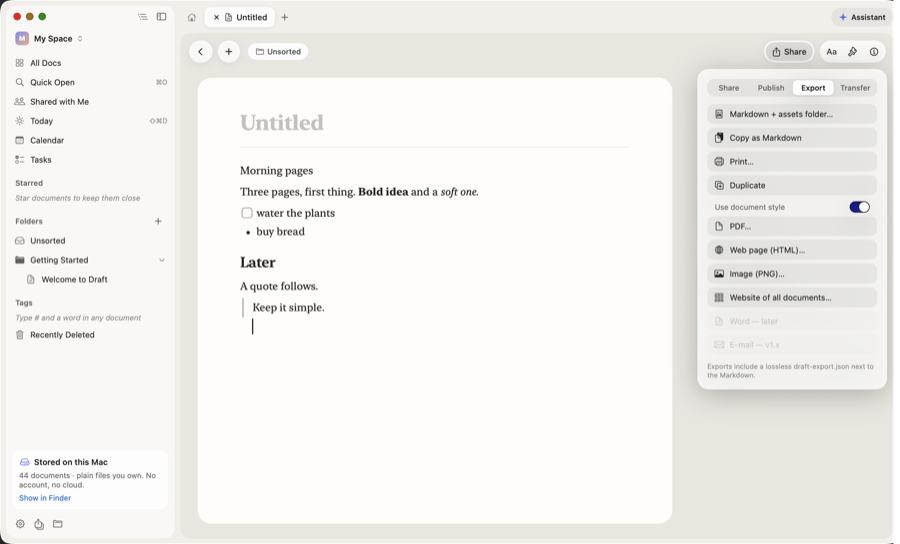 Untitled
Assistant
My Space
All Docs
Quick Open ⌘O
Shared with Me
Today ⇧⌘D
Calendar
Tasks
Starred
Star documents to keep them close
Folders
Unsorted
Getting Started
Welcome to Draft
Tags
Type # and a word in any document
Recently Deleted
Stored on this Mac
44 documents · plain files you own. No
account, no cloud.
Show in Finder
Unsorted
Share
Aa
Untitled
Morning pages
Three pages, first thing. Bold idea and a soft one.
water the plants
• buy bread
Later
A quote follows.
Keep it simple.
Share Publish Export Transfer
Markdown + assets folder...
Copy as Markdown
Print...
Duplicate
Use document style
PDF...
Web page (HTML)...
Image (PNG)...
Website of all documents...
Word — later
E-mail — v1.x
Exports include a lossless draft-export.json next to
the Markdown.
M